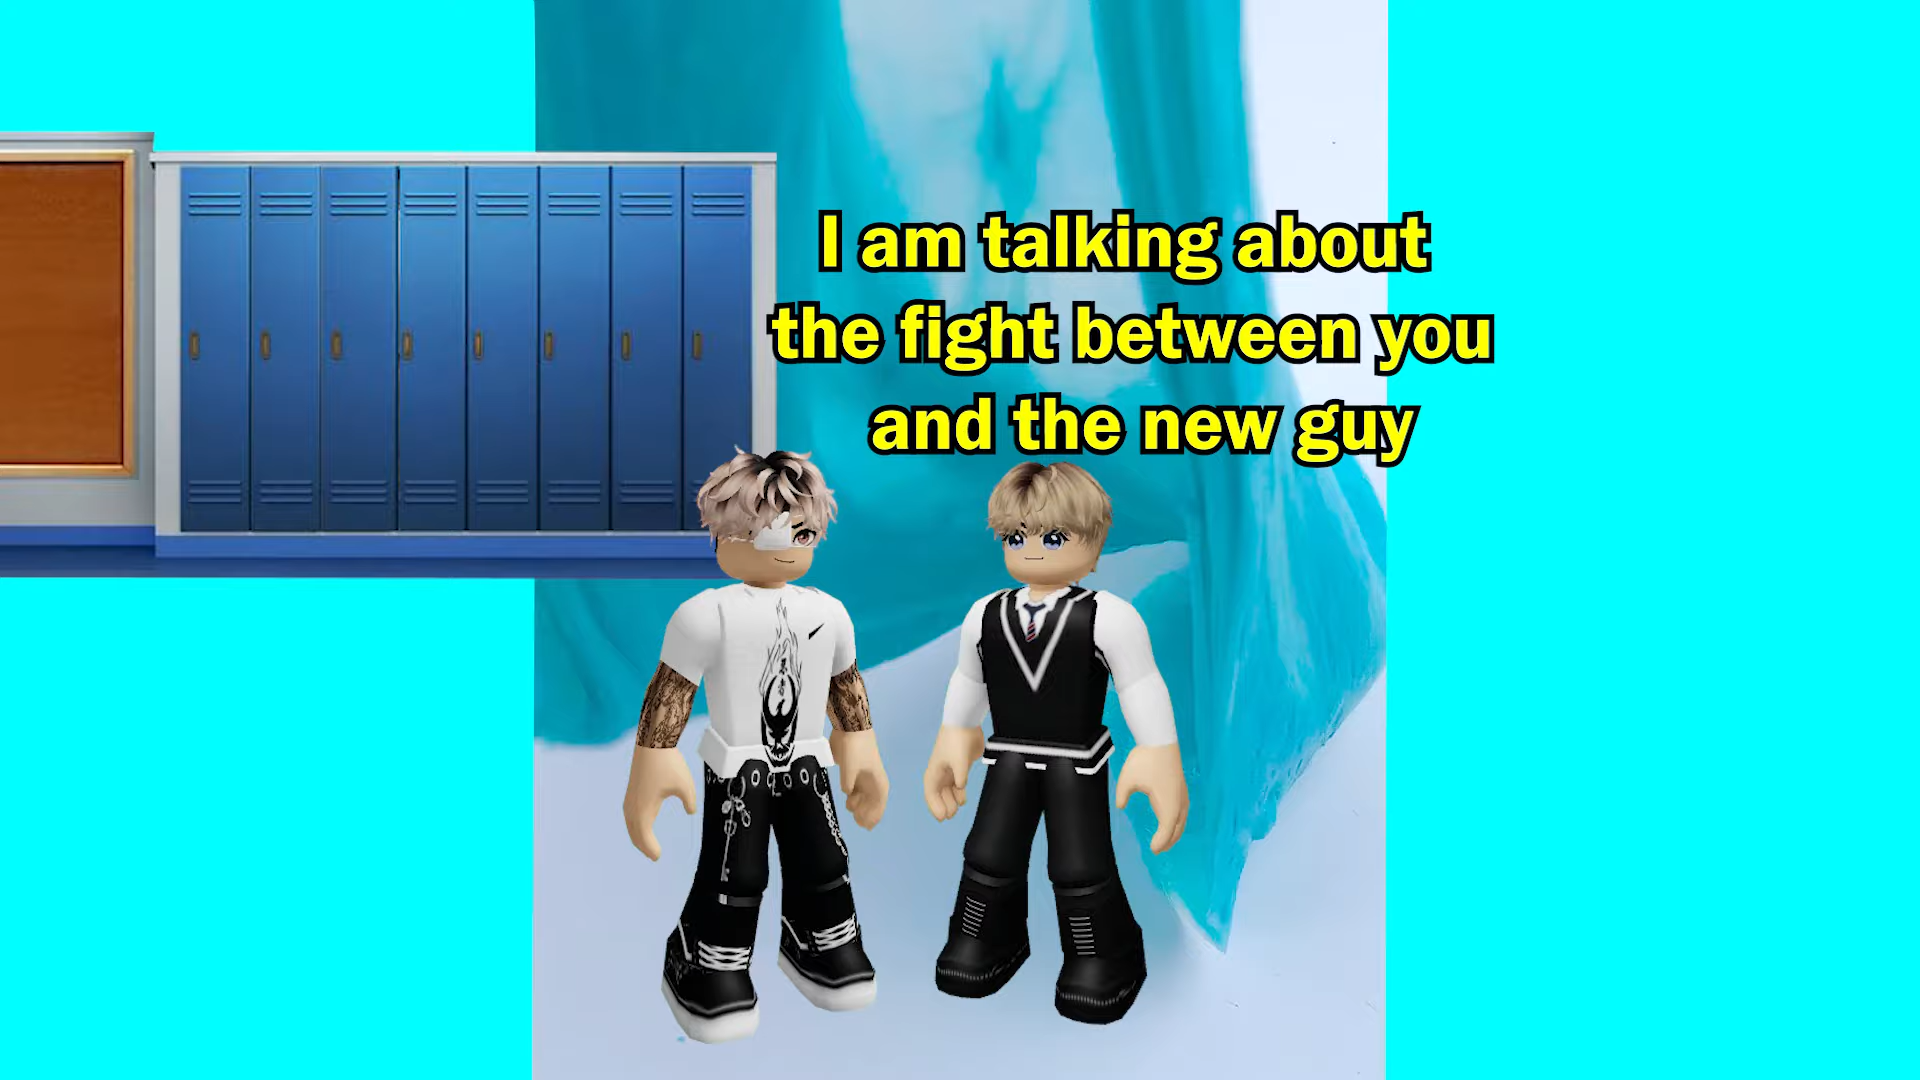 I am talking about
the fight between you
and the new guy